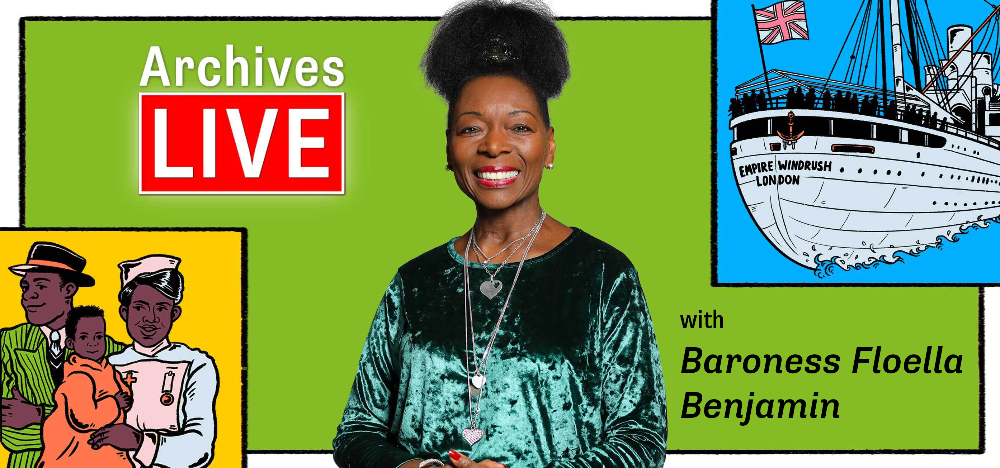 Archives
LIVE
EMPIRE WINDRUSH
LONDON
with
Baroness Floella
Benjamin